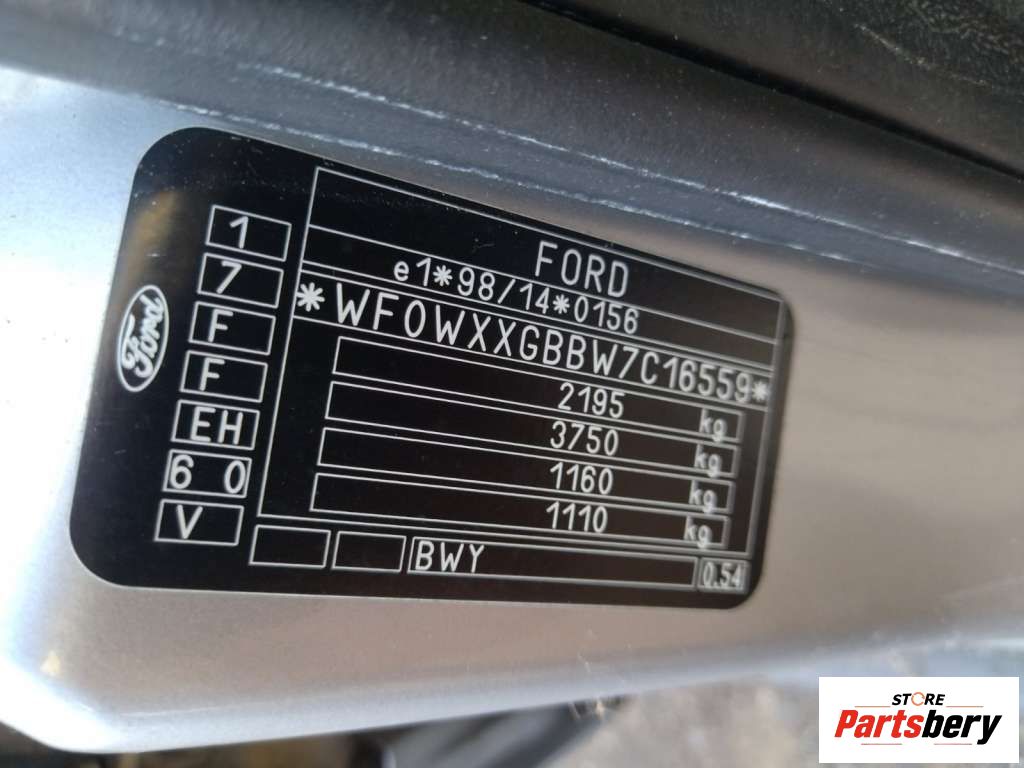 Ford
1
7
F
F
EH
6 0
V
FORD
e1*98/14*0156
*WF0WXXGBBW7C16559*
2195 kg
3750 kg
1160 kg
1110 kg
BWY
0.54
STORE
Partsbery